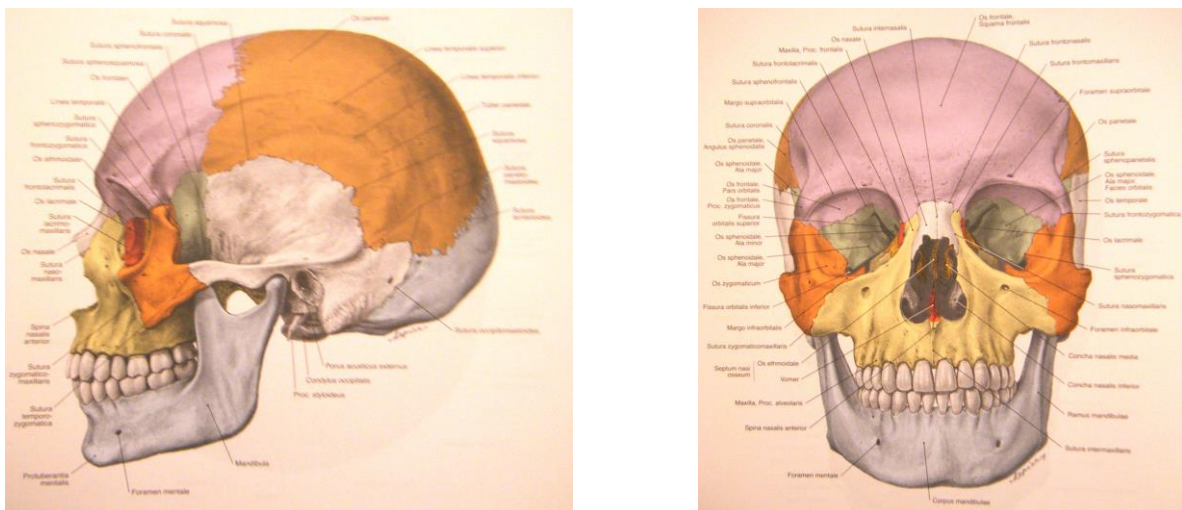 Sutura squamosa
Sutura coronalis
Sutura sphenofrontalis
Sutura sphenosquamosa
Os frontale
Linea temporalis
Sutura
sphenozygomatica
Sutura
frontozygomatica
Os ethmoidale
Sutura
frontolacrimalis
Os lacrimale
Sutura
lacrimo-
maxillaris
Os nasale
Sutura
naso-
maxillaris
Spina
nasalis
anterior
Sutura
zygomatico-
maxillaris
Sutura
temporo-
zygomatica
Protuberantia
mentalis
Foramen mentale
Os parietale
Linea temporalis superior
Linea temporalis inferior
Tuber parietale
Sutura
squamosa
Sutura
parieto-
mastoidea
Sutura lambdoidea
Sutura occipitomastoidea
Porus acusticus externus
Condylus occipitalis
Proc. styloideus
Mandibula
Sutura internasalis
Os nasale
Maxilla, Proc. frontalis
Sutura frontolacrimalis
Sutura sphenofrontalis
Margo supraorbitalis
Sutura coronalis
Os parietale,
Angulus sphenoidalis
Os sphenoidale,
Ala major
Os frontale,
Pars orbitalis
Os frontale,
Proc. zygomaticus
Fissura
orbitalis superior
Os sphenoidale,
Ala minor
Os sphenoidale,
Ala major
Os zygomaticum
Fissura orbitalis inferior
Margo infraorbitalis
Sutura zygomaticomaxillaris
Septum nasi
osseum
Os ethmoidale
Vomer
Maxilla, Proc. alveolaris
Spina nasalis anterior
Foramen mentale
Corpus mandibulae
Os frontale,
Squama frontalis
Sutura frontonasalis
Sutura frontomaxillaris
Foramen supraorbitale
Os parietale
Sutura
sphenoparietalis
Os sphenoidale,
Ala major,
Facies orbitalis
Os temporale
Sutura frontozygomatica
Os lacrimale
Sutura
sphenozygomatica
Sutura nasomaxillaris
Foramen infraorbitale
Concha nasalis media
Concha nasalis inferior
Ramus mandibulae
Sutura intermaxillaris